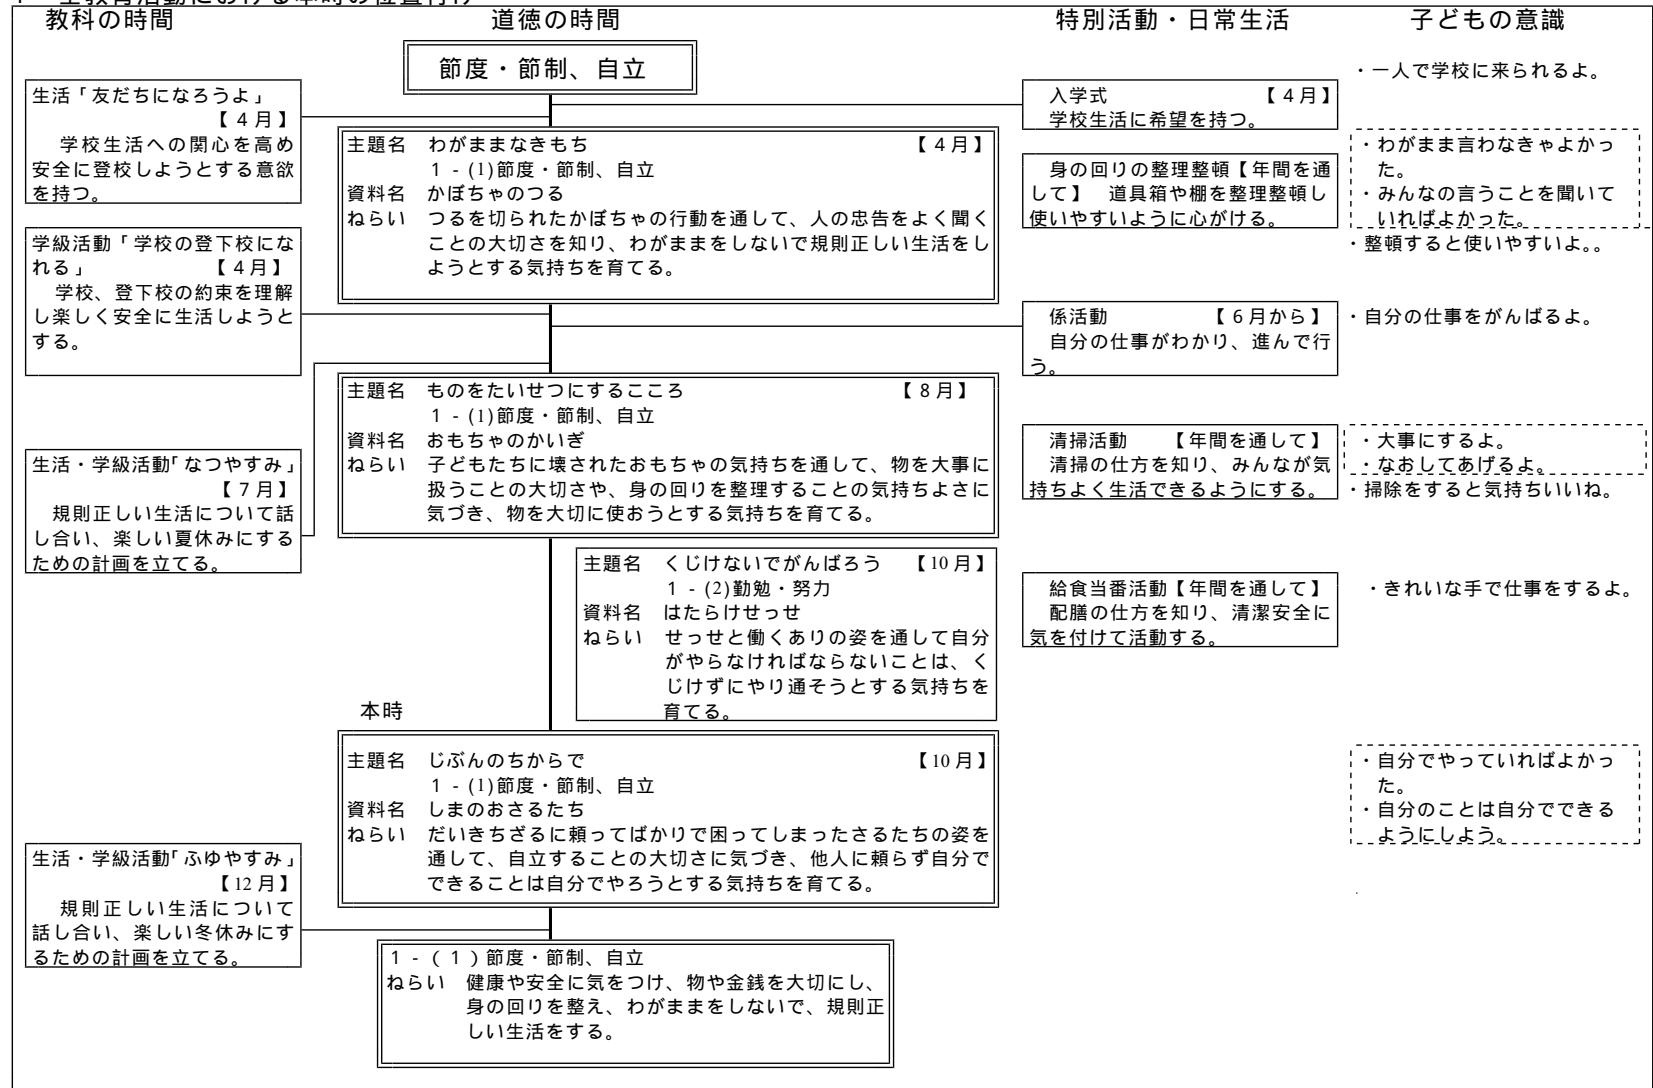 教科の時間
道徳の時間
特別活動・日常生活
子どもの意識
節度・節制、自立
生活「友だちになろうよ」
【４月】
学校生活への関心を高め
安全に登校しようとする意欲
を持つ。
学級活動「学校の登下校にな
れる」　【４月】
学校、登下校の約束を理解
し楽しく安全に生活しようと
する。
生活・学級活動「なつやすみ」
【７月】
規則正しい生活について話
し合い、楽しい夏休みにする
ための計画を立てる。
生活・学級活動「ふゆやすみ」
【12月】
規則正しい生活について
話し合い、楽しい冬休みにす
るための計画を立てる。
主題名　わがままなきもち　【４月】
１-(1)節度・節制、自立
資料名　かぼちゃのつる
ねらい　つるを切られたかぼちゃの行動を通して、人の忠告をよく聞く
ことの大切さを知り、わがままをしないで規則正しい生活をし
ようとする気持ちを育てる。
主題名　ものをたいせつにするこころ　【８月】
１-(1)節度・節制、自立
資料名　おもちゃのかいぎ
ねらい　子どもたちに壊されたおもちゃの気持ちを通して、物を大事に
扱うことの大切さや、身の回りを整理することの気持ちよさに
気づき、物を大切に使おうとする気持ちを育てる。
主題名　くじけないでがんばろう　【10月】
１-(2)勤勉・努力
資料名　はたらけせっせ
ねらい　せっせと働くありの姿を通して自分
がやらなければならないことは、く
じけずにやり通そうとする気持ちを
育てる。
本時
主題名　じぶんのちからで　【10月】
１-(1)節度・節制、自立
資料名　しまのおさるたち
ねらい　だいきちざるに頼ってばかりで困ってしまったさるたちの姿を
通して、自立することの大切さに気づき、他人に頼らず自分で
できることは自分でやろうとする気持ちを育てる。
１-(１)節度・節制、自立
ねらい　健康や安全に気をつけ、物や金銭を大切にし、
身の回りを整え、わがままをしないで、規則正
しい生活をする。
入学式　【４月】
学校生活に希望を持つ。
身の回りの整理整頓【年間を通
して】　道具箱や棚を整理整頓し
使いやすいように心がける。
係活動　【６月から】
自分の仕事がわかり、進んで行
う。
清掃活動　【年間を通して】
清掃の仕方を知り、みんなが気
持ちよく生活できるようにする。
給食当番活動【年間を通して】
配膳の仕方を知り、清潔安全に
気を付けて活動する。
・一人で学校に来られるよ。
・わがまま言わなきゃよかっ
た。
・みんなの言うことを聞いて
いればよかった。
・整頓すると使いやすいよ。。
・自分の仕事をがんばるよ。
・大事にするよ。
・なおしてあげるよ。
・掃除をすると気持ちいいね。
・きれいな手で仕事をするよ。
・自分でやっていればよかっ
た。
・自分のことは自分でできる
ようにしよう。